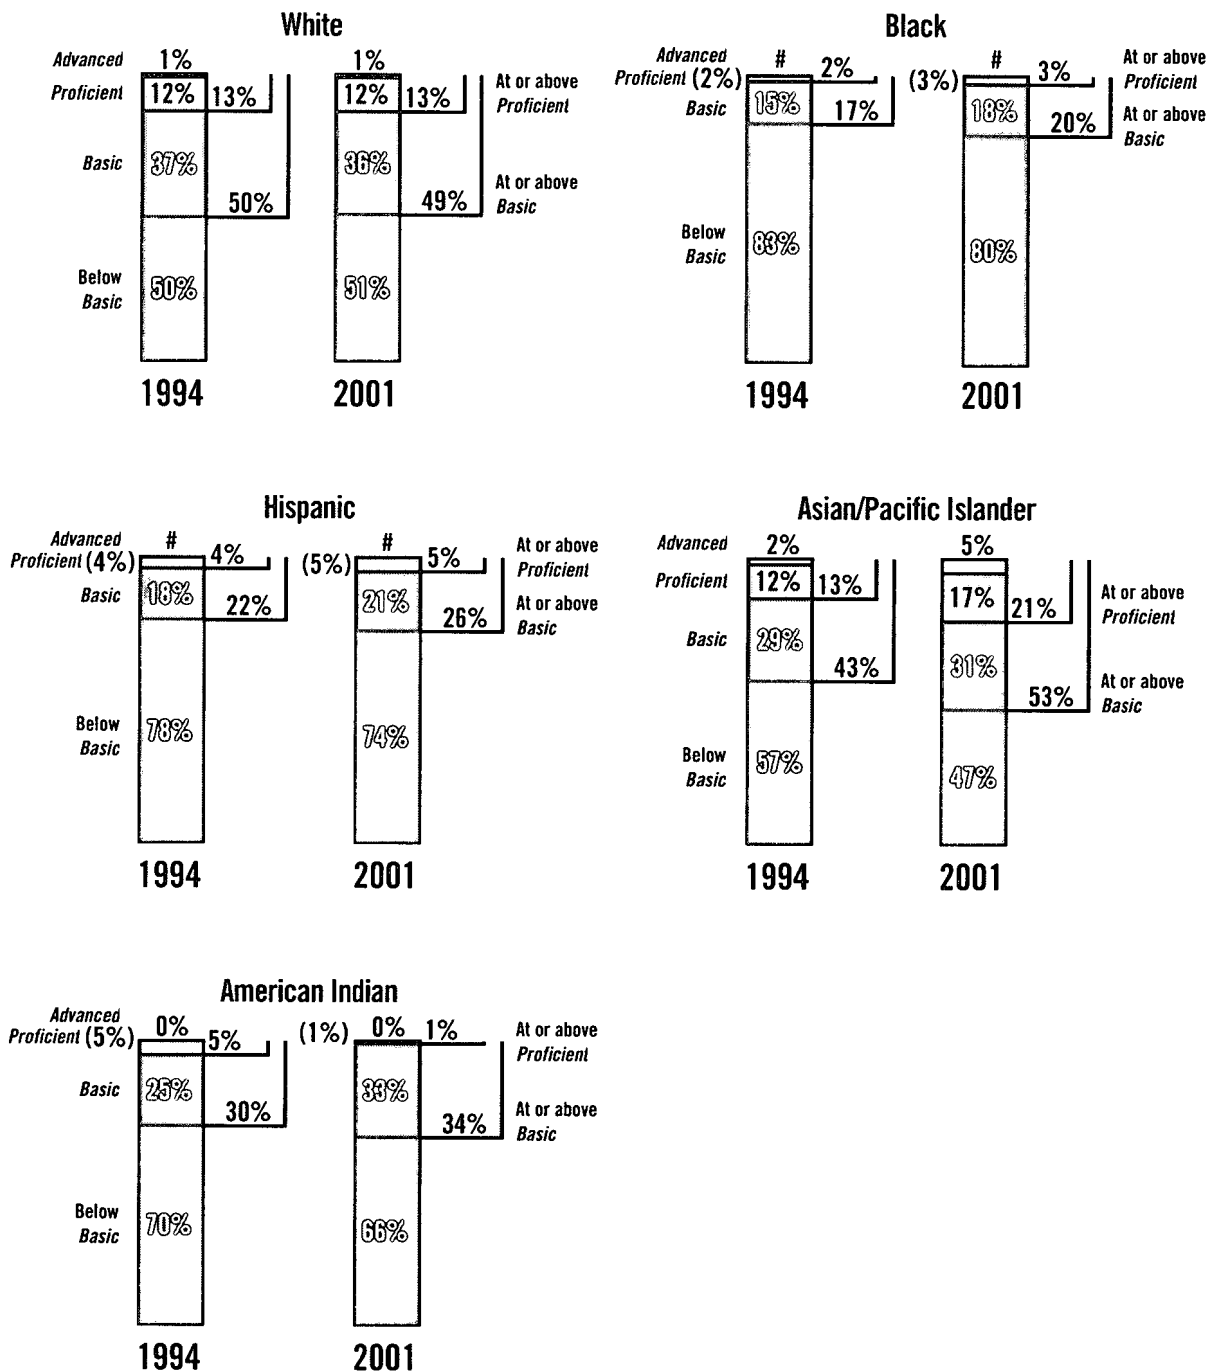 White
Advanced 1% 1%
Proficient 12% 13% 12% 13% At or above
Proficient
Basic 37% 36%
50% 49% At or above
Basic
Below
Basic 50% 51%
1994 2001
Black
Advanced # 2% # 3% At or above
Proficient (2%) (3%) Proficient
Basic 15% 17% 18% 20% At or above
Basic
Below
Basic 83% 80%
1994 2001
Hispanic
Advanced # 4% # 5% At or above
Proficient (4%) (5%) Proficient
Basic 18% 22% 21% 26% At or above
Basic
Below
Basic 78% 74%
1994 2001
Asian/Pacific Islander
Advanced 2% 5%
Proficient 12% 13% 17% 21% At or above
Proficient
Basic 29% 43% 31% 53% At or above
Basic
Below
Basic 57% 47%
1994 2001
American Indian
Advanced 0% 5% 0% 1% At or above
Proficient (5%) (1%) Proficient
Basic 25% 30% 33% 34% At or above
Basic
Below
Basic 70% 66%
1994 2001